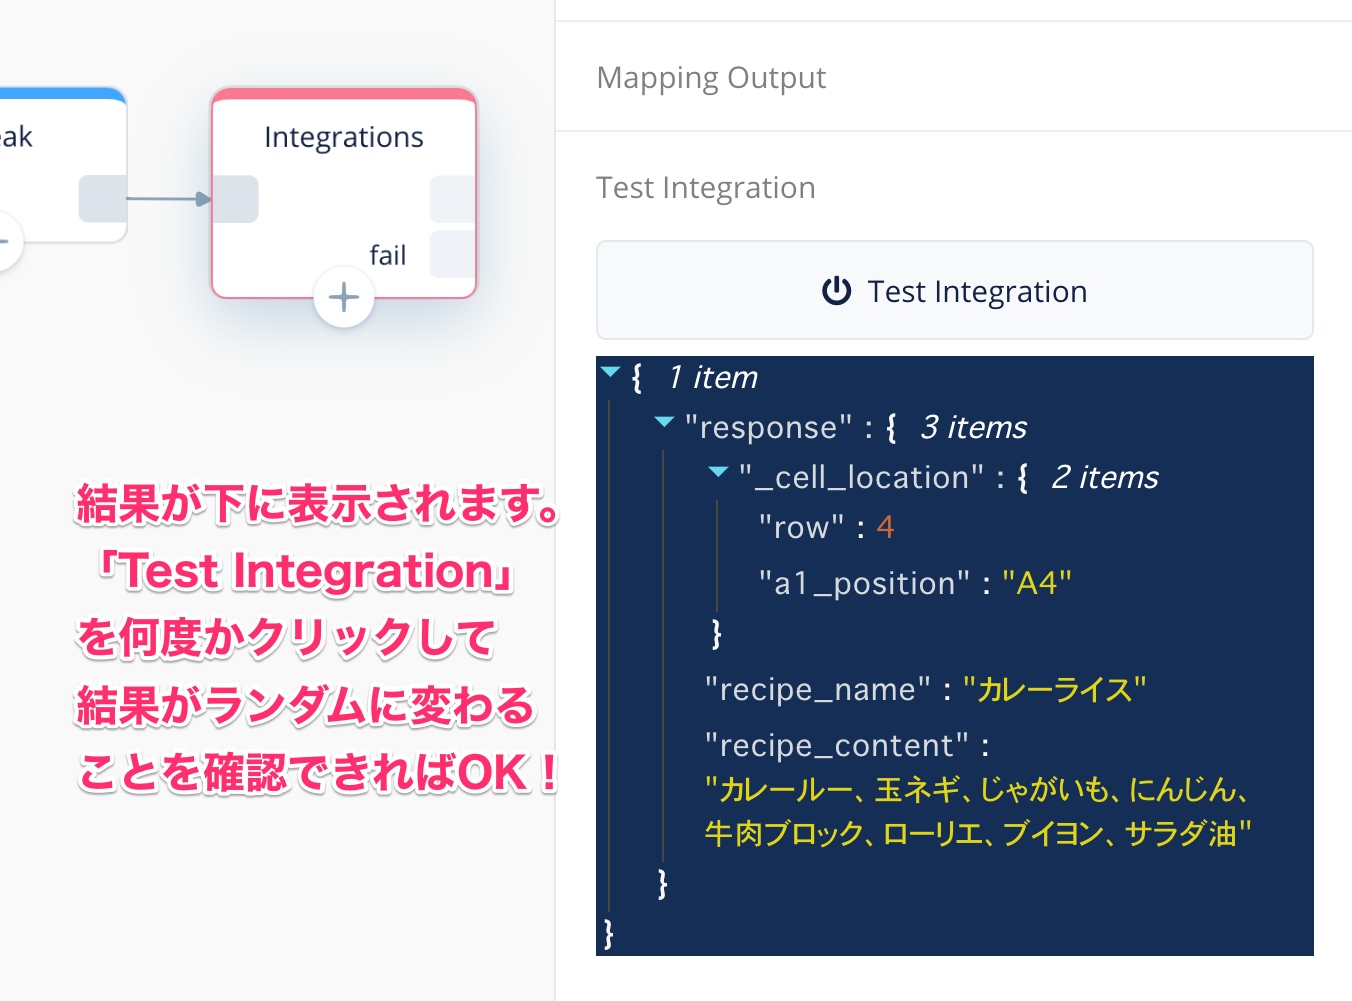 eak
Integrations
fail
結果が下に表示されます。
「Test Integration」
を何度かクリックして
結果がランダムに変わる
ことを確認できればOK！
Mapping Output
Test Integration
Test Integration
{ 1 item
"response" : { 3 items
"_cell_location" : { 2 items
"row" : 4
"a1_position" : "A4"
}
"recipe_name" : "カレーライス"
"recipe_content" :
"カレールー、玉ネギ、じゃがいも、にんじん、
牛肉ブロック、ローリエ、ブイヨン、サラダ油"
}
}